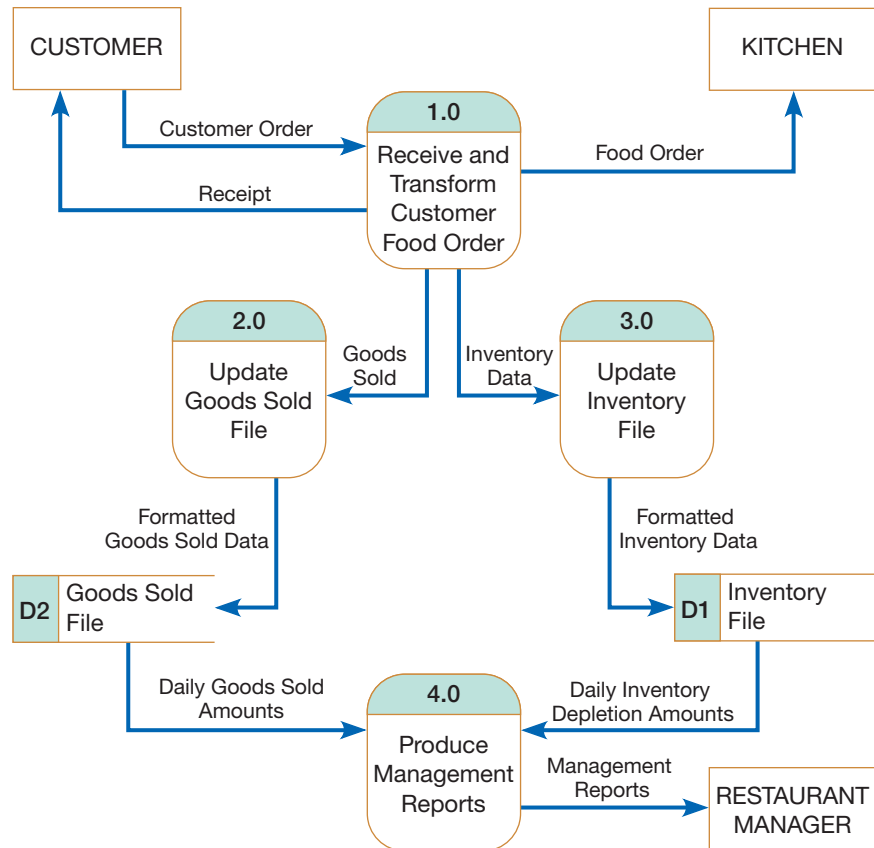 CUSTOMER
KITCHEN
1.0
Receive and
Transform
Customer
Food Order
Customer Order
Receipt
Food Order
2.0
Update
Goods Sold
File
Goods
Sold
Inventory
Data
3.0
Update
Inventory
File
Formatted
Goods Sold Data
Formatted
Inventory Data
D2
Goods Sold
File
D1
Inventory
File
Daily Goods Sold
Amounts
4.0
Produce
Management
Reports
Daily Inventory
Depletion Amounts
Management
Reports
RESTAURANT
MANAGER